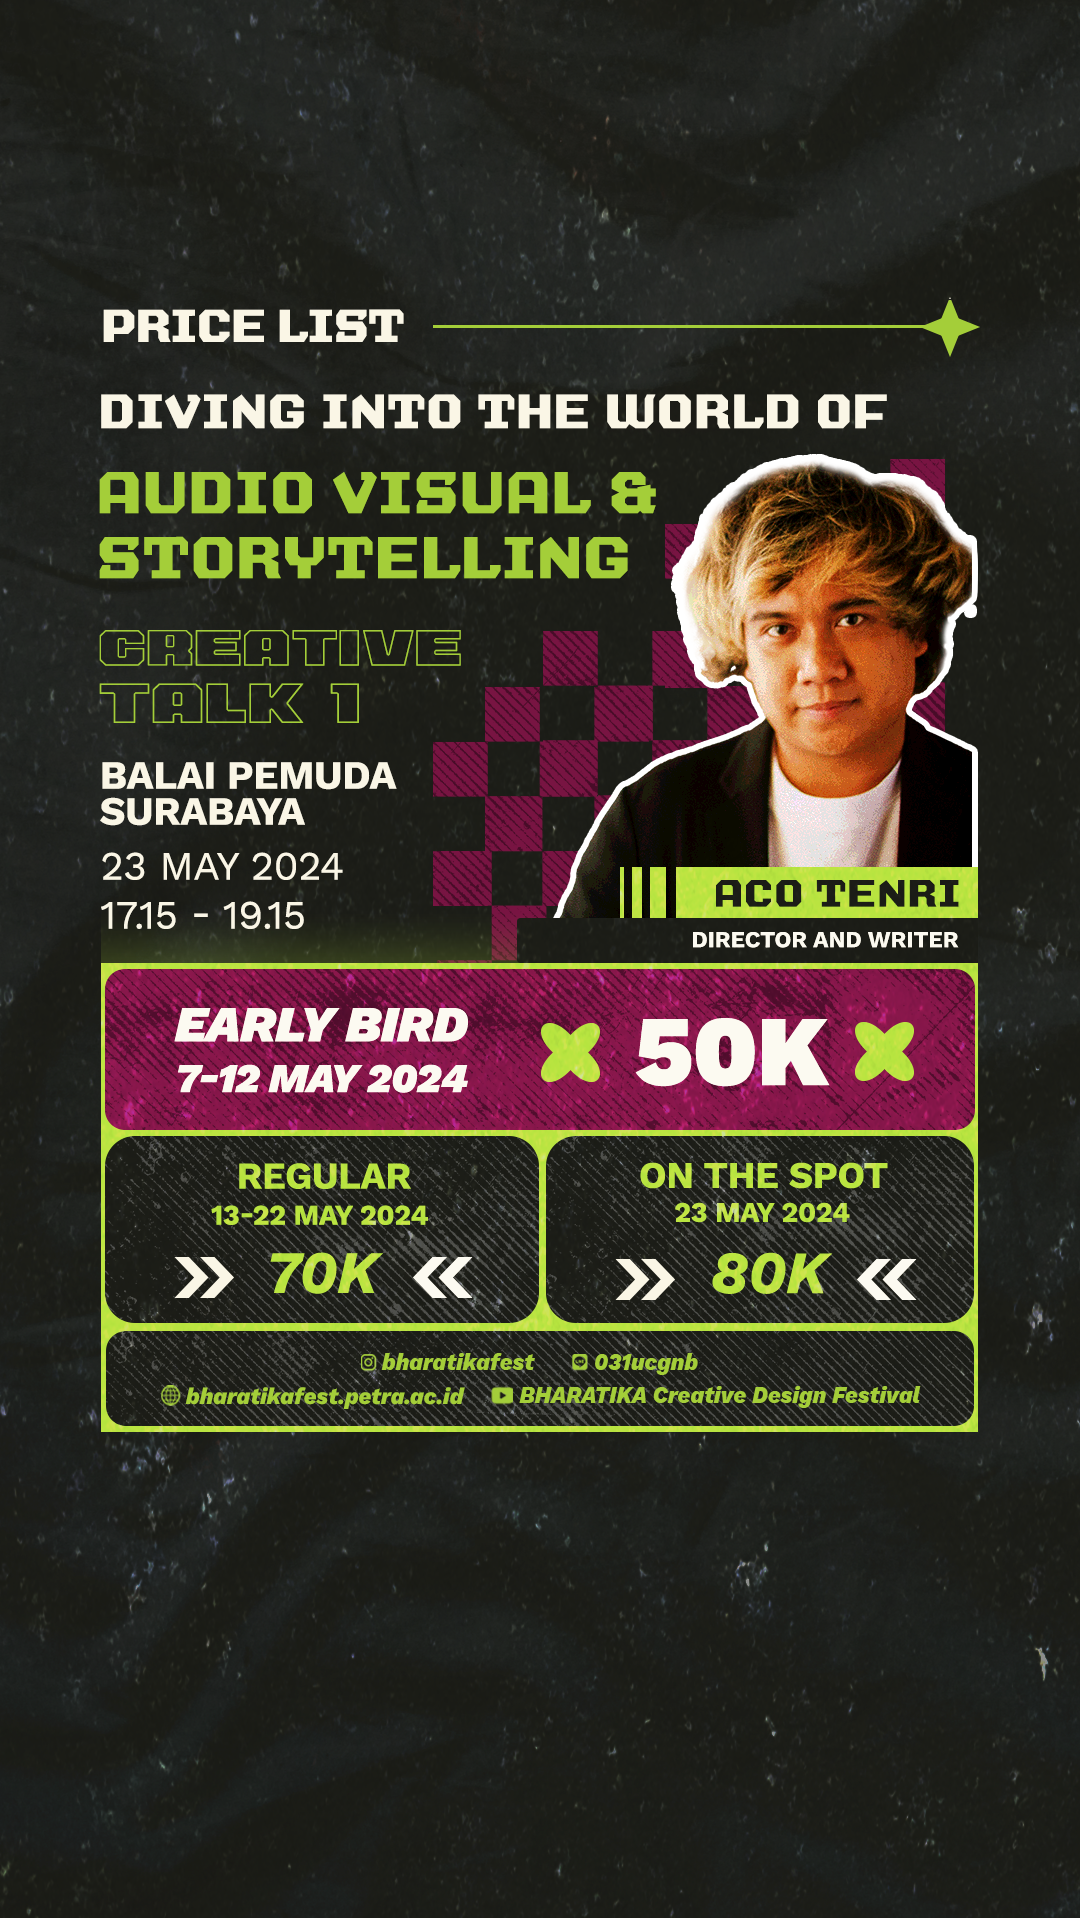 PRICE LIST
DIVING INTO THE WORLD OF
AUDIO VISUAL &
STORYTELLING
CREATIVE
TALK 1
BALAI PEMUDA
SURABAYA
23 MAY 2024
17.15 - 19.15
ACO TENRI
DIRECTOR AND WRITER
EARLY BIRD
7-12 MAY 2024
50K
REGULAR
13-22 MAY 2024
70K
ON THE SPOT
23 MAY 2024
80K
bharatikafest
031ucgnb
bharatikafest.petra.ac.id
BHARATIKA Creative Design Festival